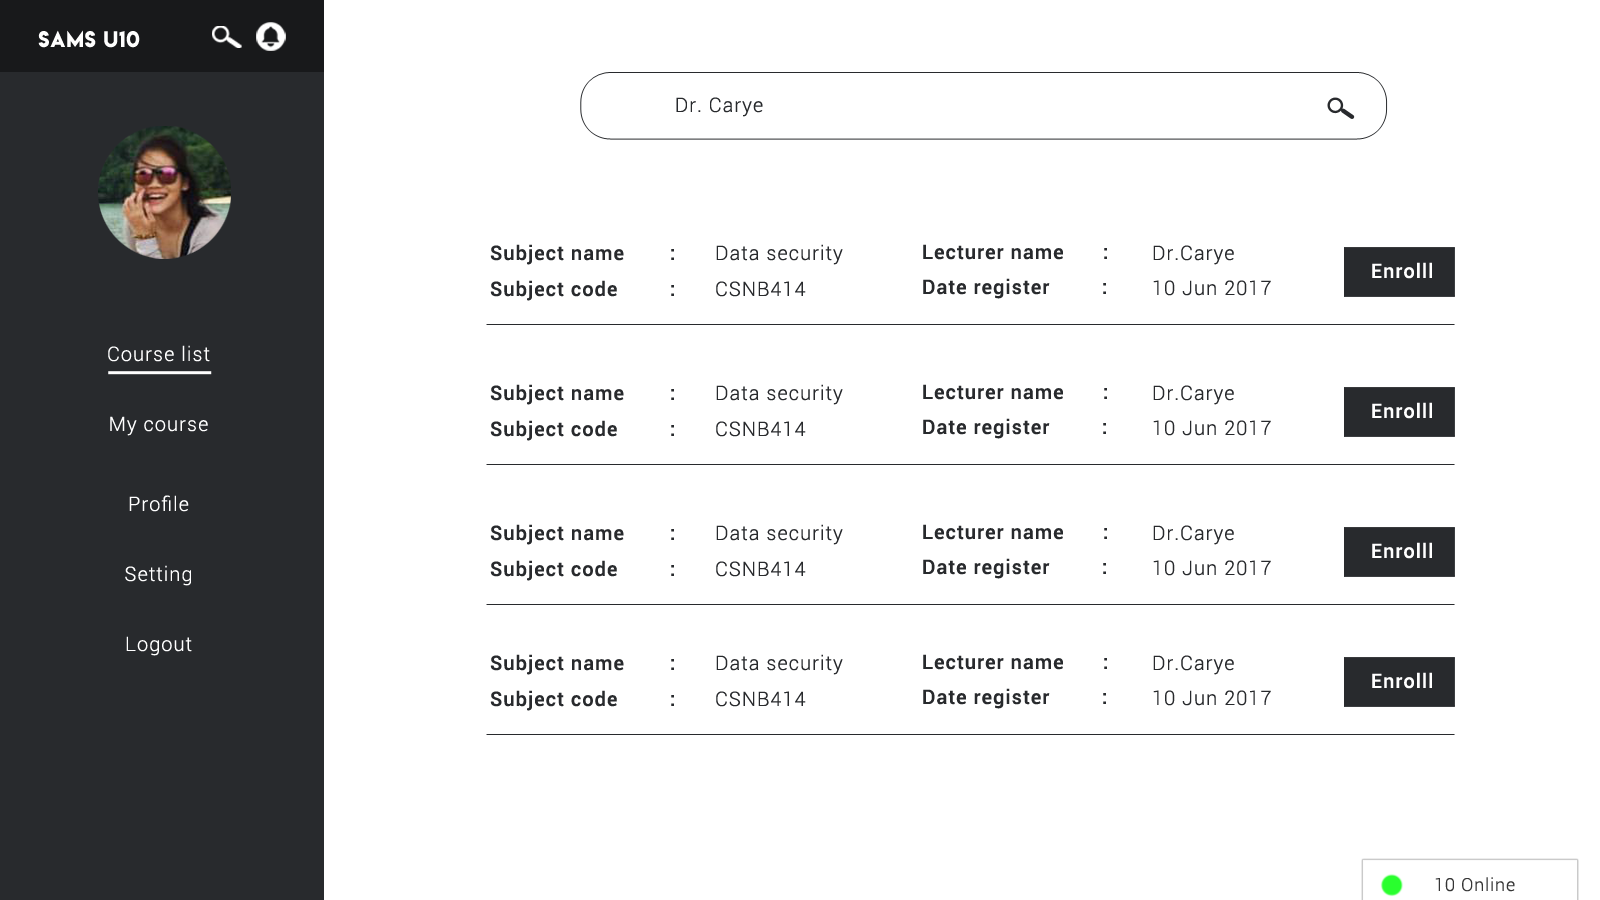 SAMS U10
Dr. Carye
Course list
My course
Profile
Setting
Logout
Subject name : Data security Lecturer name : Dr.Carye
Subject code : CSNB414 Date register : 10 Jun 2017
Enrolll
Subject name : Data security Lecturer name : Dr.Carye
Subject code : CSNB414 Date register : 10 Jun 2017
Enrolll
Subject name : Data security Lecturer name : Dr.Carye
Subject code : CSNB414 Date register : 10 Jun 2017
Enrolll
Subject name : Data security Lecturer name : Dr.Carye
Subject code : CSNB414 Date register : 10 Jun 2017
Enrolll
10 Online